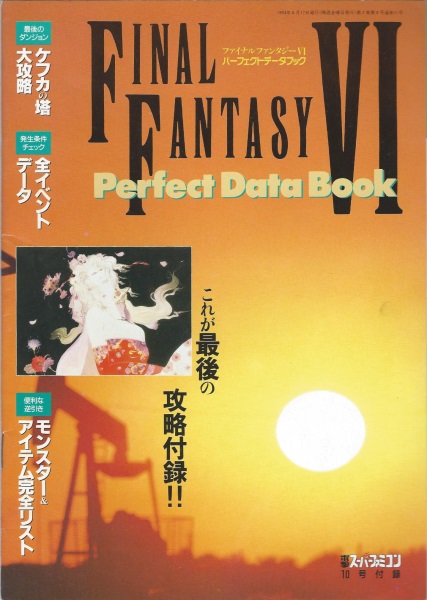 ファイナルファンタジーVI
パーフェクトデータブック
FINAL
FANTASY VI
Perfect Data Book
最後の
ダンジョン
ケフカの塔
大攻略
発生条件
チェック
全イベント
データ
これが最後の
攻略付録!!
便利な
逆引き
モンスター&
アイテム完全リスト
電撃スーパーファミコン
10号付録